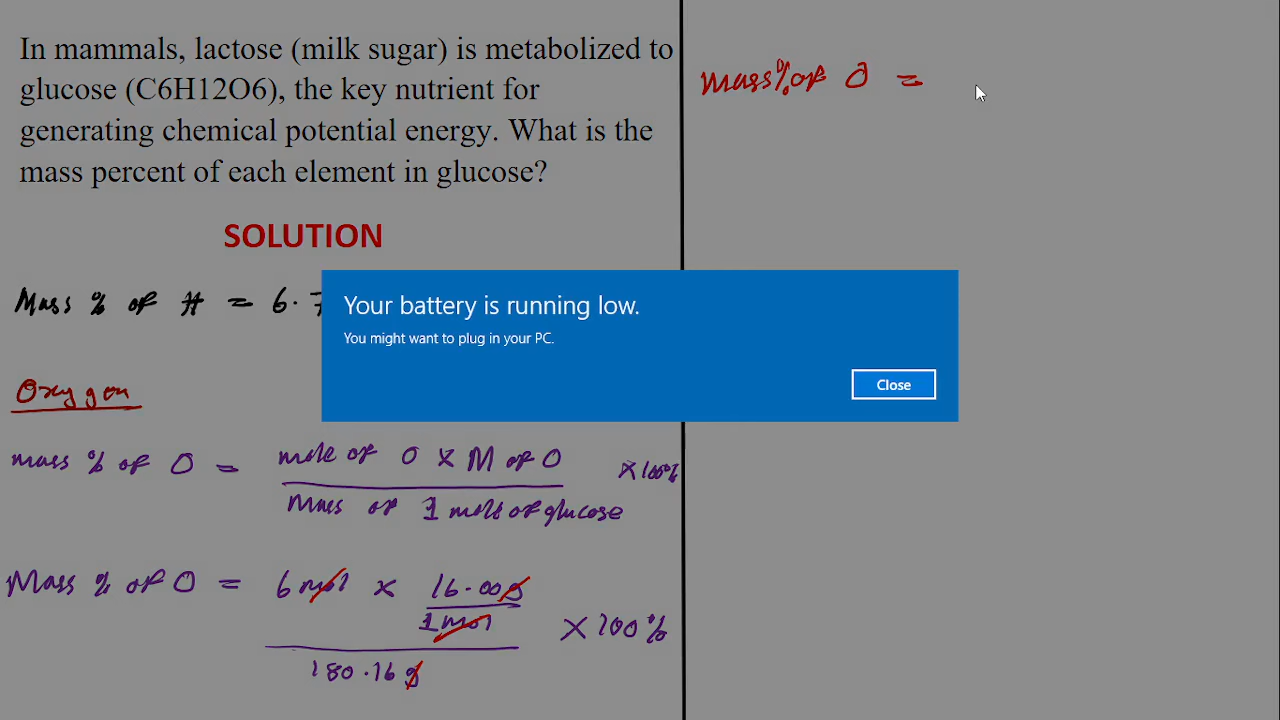 In mammals, lactose (milk sugar) is metabolized to
glucose (C6H12O6), the key nutrient for
generating chemical potential energy. What is the
mass percent of each element in glucose?
SOLUTION
Mass % of H = 6.7
Oxygen
mass % of O = mole of O × M of O ×100%
Mass of 1 mole of glucose
Mass % of O = 6 mol × 16.00g
1 mol × 100%
180.16 g
mass % of O =
Your battery is running low.
You might want to plug in your PC.
Close